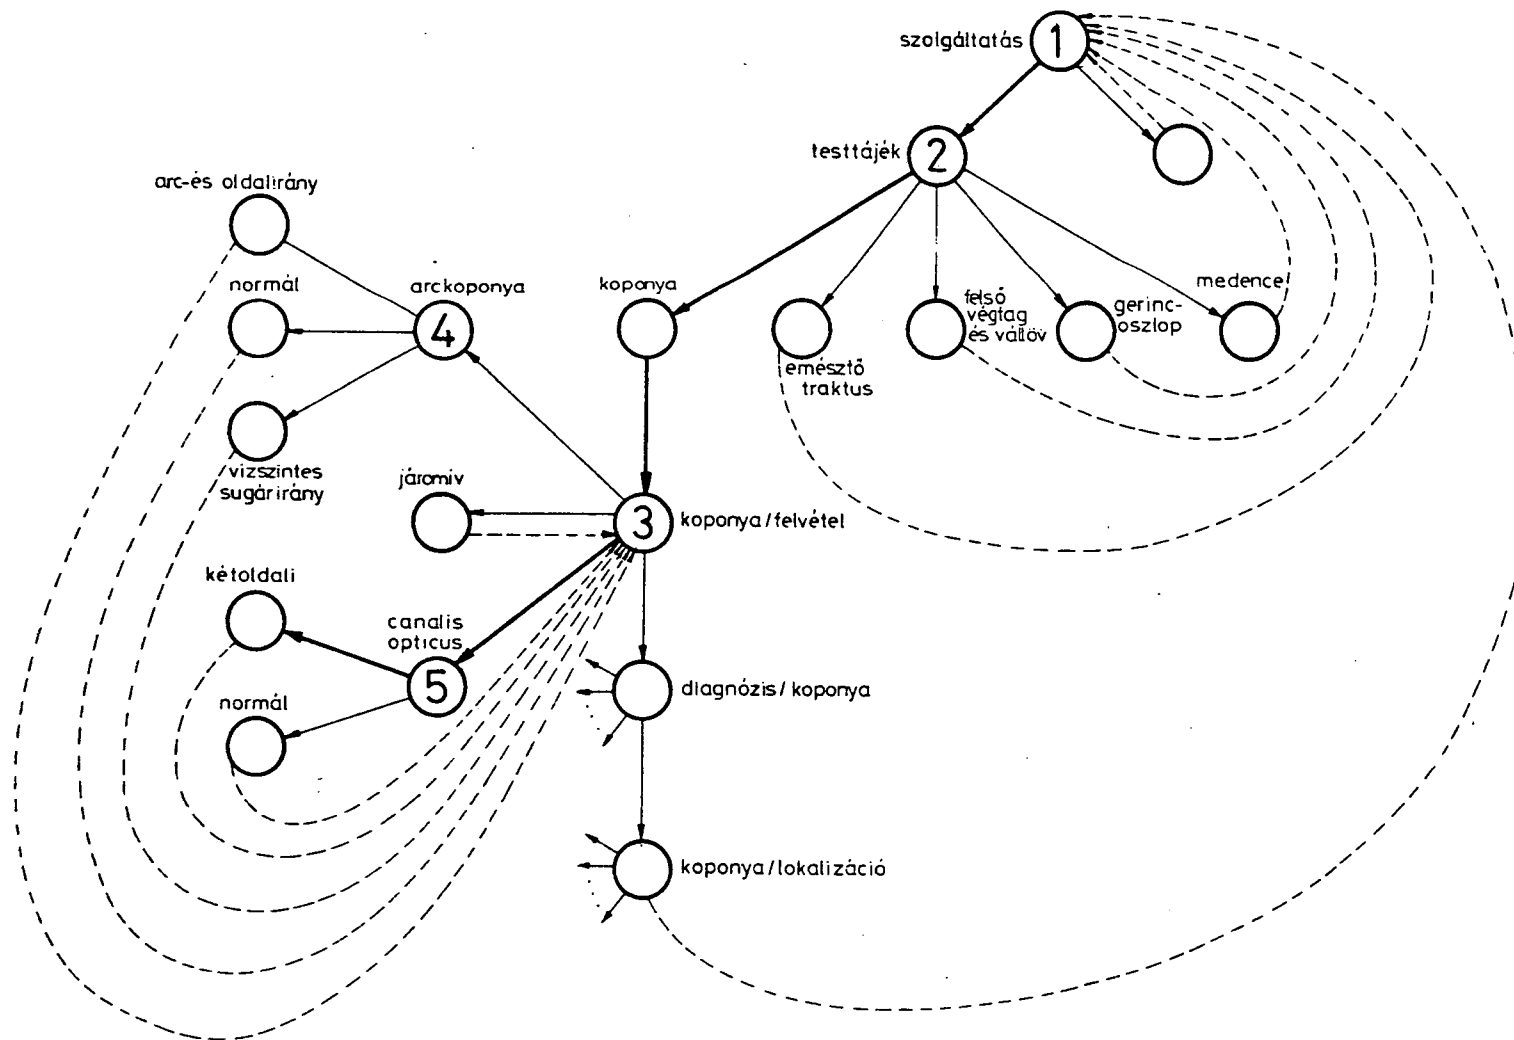 szolgáltatás
1
testtájék
2
arc-és oldalirány
normál
arckoponya
4
koponya
emésztő
traktus
felső
végtag
és vállöv
gerinc-
oszlop
medence
vizszintes
sugárirány
járomív
3
koponya/felvétel
kétoldali
canalis
opticus
5
normál
diagnózis/koponya
koponya/lokalizáció